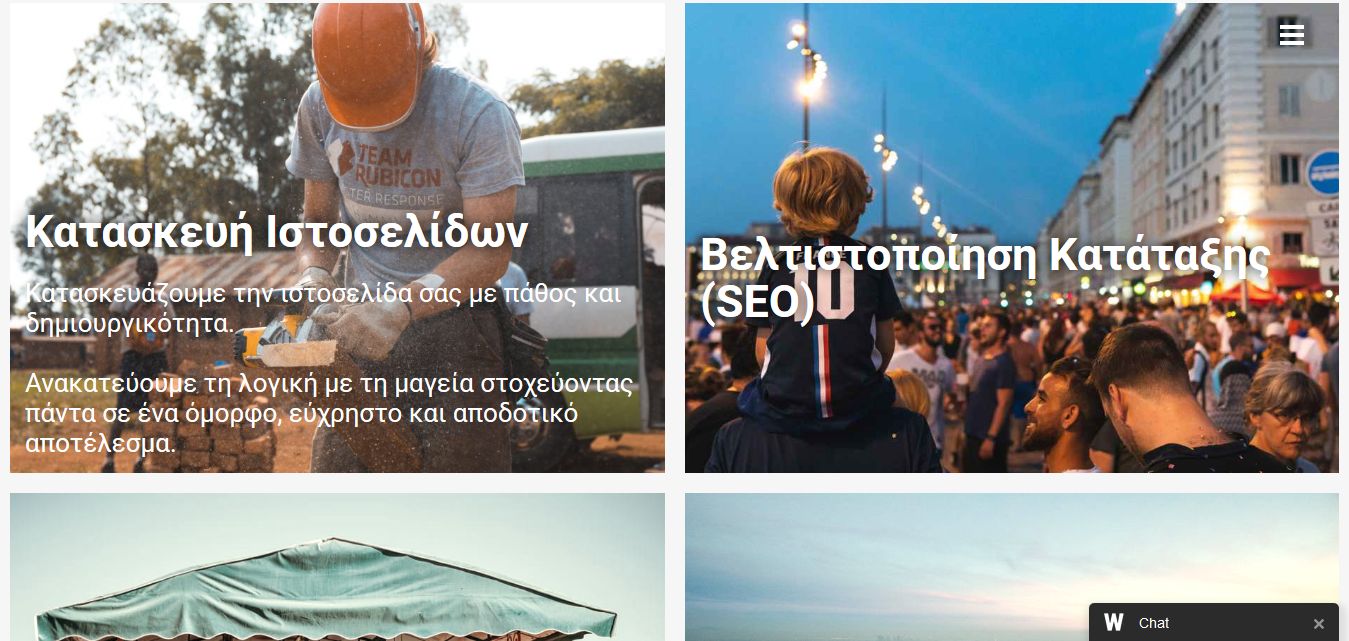 TEAM
RUBICON
TER RESPONSE
Κατασκευή Ιστοσελίδων
Κατασκευάζουμε την ιστοσελίδα σας με πάθος και
δημιουργικότητα.
Ανακατεύουμε τη λογική με τη μαγεία στοχεύοντας
πάντα σε ένα όμορφο, εύχρηστο και αποδοτικό
αποτέλεσμα.
Βελτιστοποίηση Κατάταξης
(SEO)
10
W Chat ×